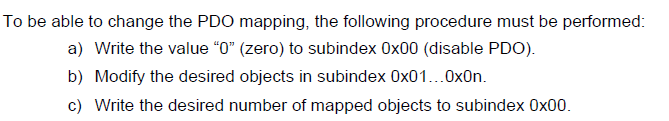 To be able to change the PDO mapping, the following procedure must be performed:
a) Write the value “0” (zero) to subindex 0x00 (disable PDO).
b) Modify the desired objects in subindex 0x01…0x0n.
c) Write the desired number of mapped objects to subindex 0x00.